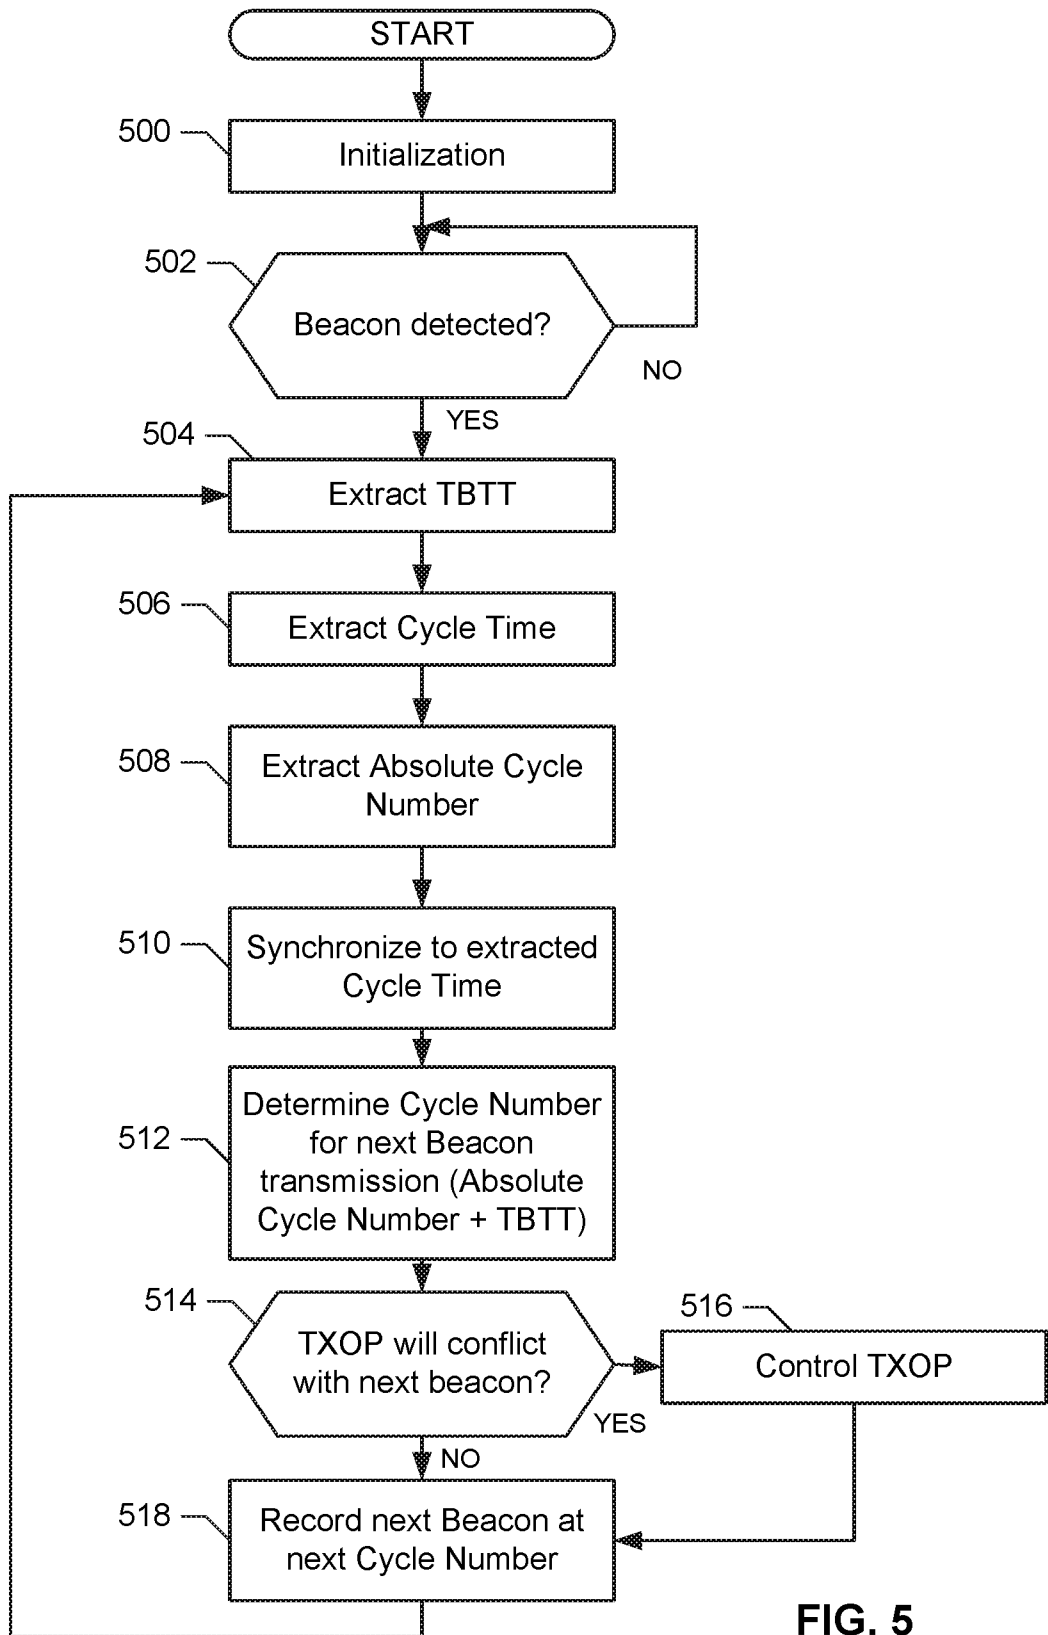 START
500
Initialization
502
Beacon detected?
NO
YES
504
Extract TBTT
506
Extract Cycle Time
508
Extract Absolute Cycle
Number
510
Synchronize to extracted
Cycle Time
512
Determine Cycle Number
for next Beacon
transmission (Absolute
Cycle Number + TBTT)
514
TXOP will conflict
with next beacon?
YES
516
Control TXOP
NO
518
Record next Beacon at
next Cycle Number
FIG. 5